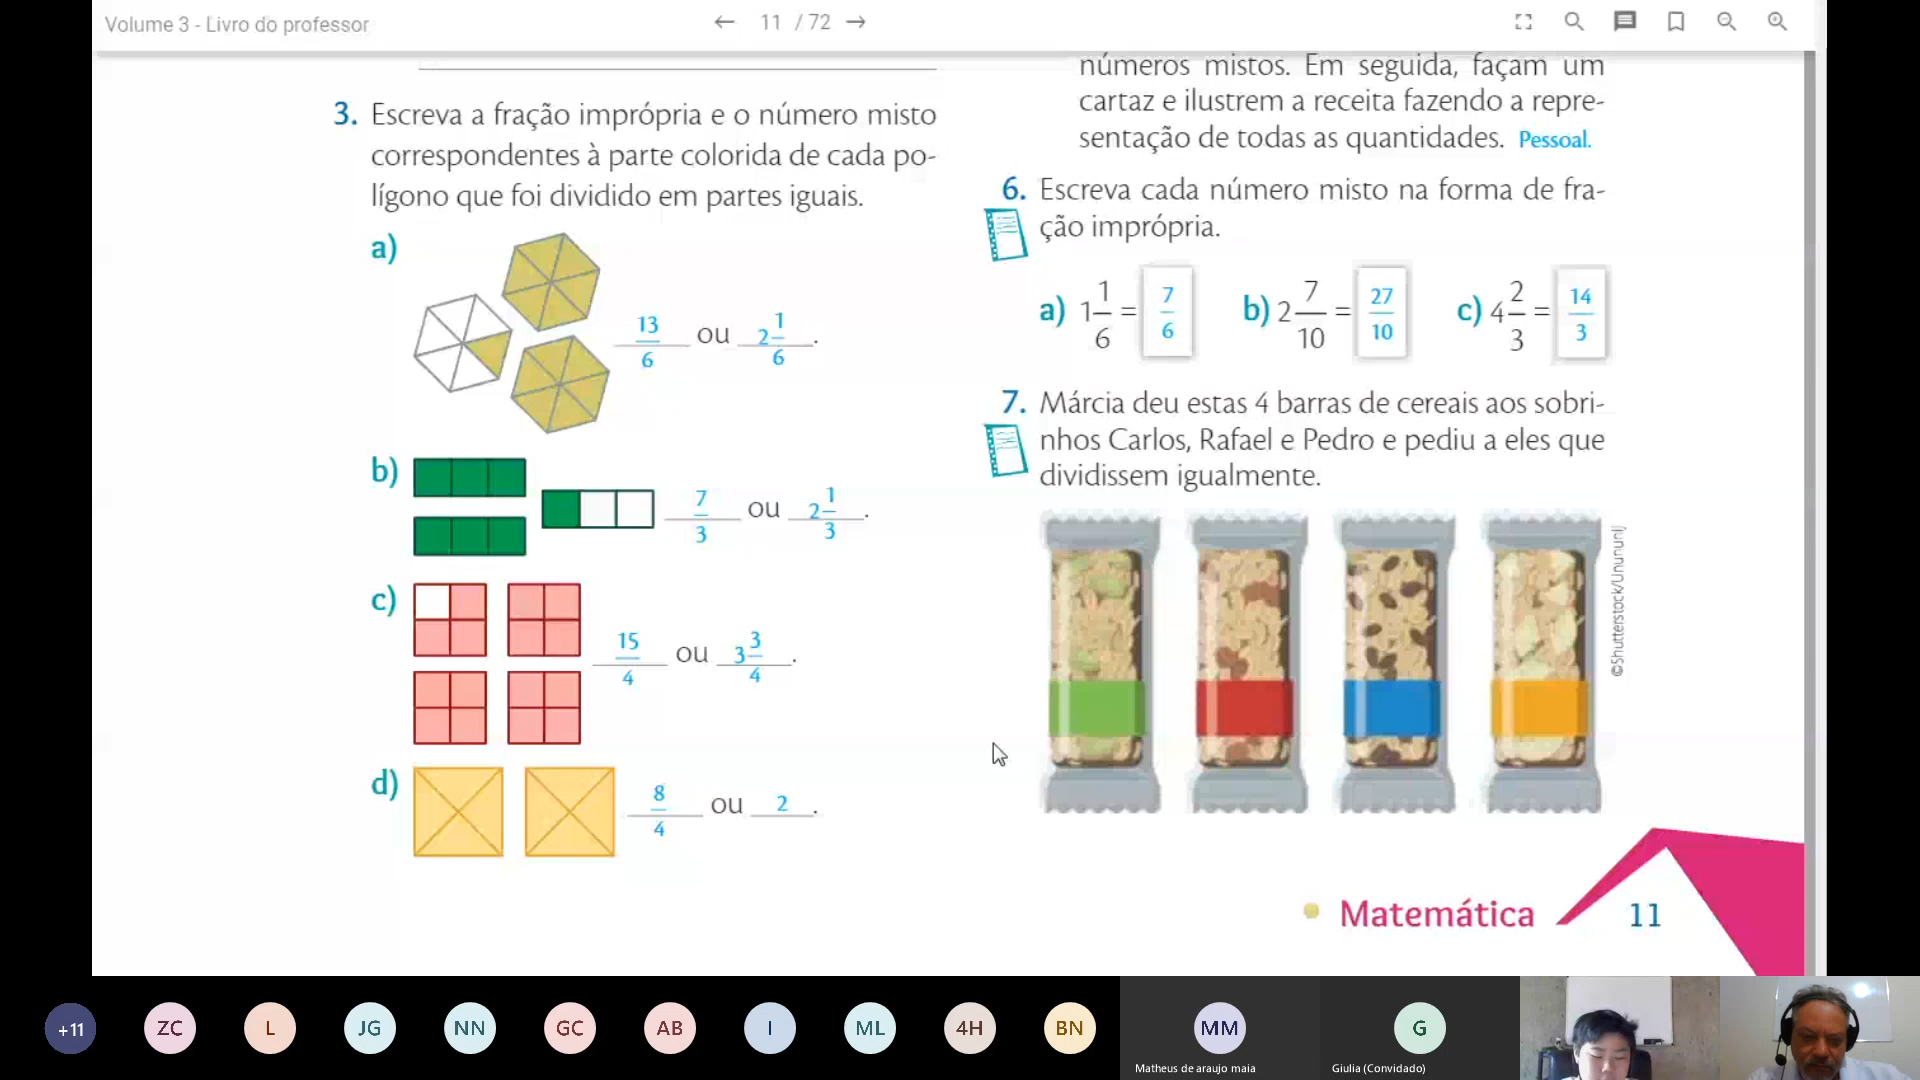 Volume 3 - Livro do professor
11 / 72
3. Escreva a fração imprópria e o número misto
correspondentes à parte colorida de cada po-
lígono que foi dividido em partes iguais.
a)
13/6 ou 2 1/6.
b)
7/3 ou 2 1/3.
c)
15/4 ou 3 3/4.
d)
8/4 ou 2.
números mistos. Em seguida, façam um
cartaz e ilustrem a receita fazendo a repre-
sentação de todas as quantidades. Pessoal.
6. Escreva cada número misto na forma de fra-
ção imprópria.
a) 1 1/6 = 7/6 b) 2 7/10 = 27/10 c) 4 2/3 = 14/3
7. Márcia deu estas 4 barras de cereais aos sobri-
nhos Carlos, Rafael e Pedro e pediu a eles que
dividissem igualmente.
Matemática 11
+11 ZC L JG NN GC AB I ML 4H BN MM G
Matheus de araujo maia
Giulia (Convidado)